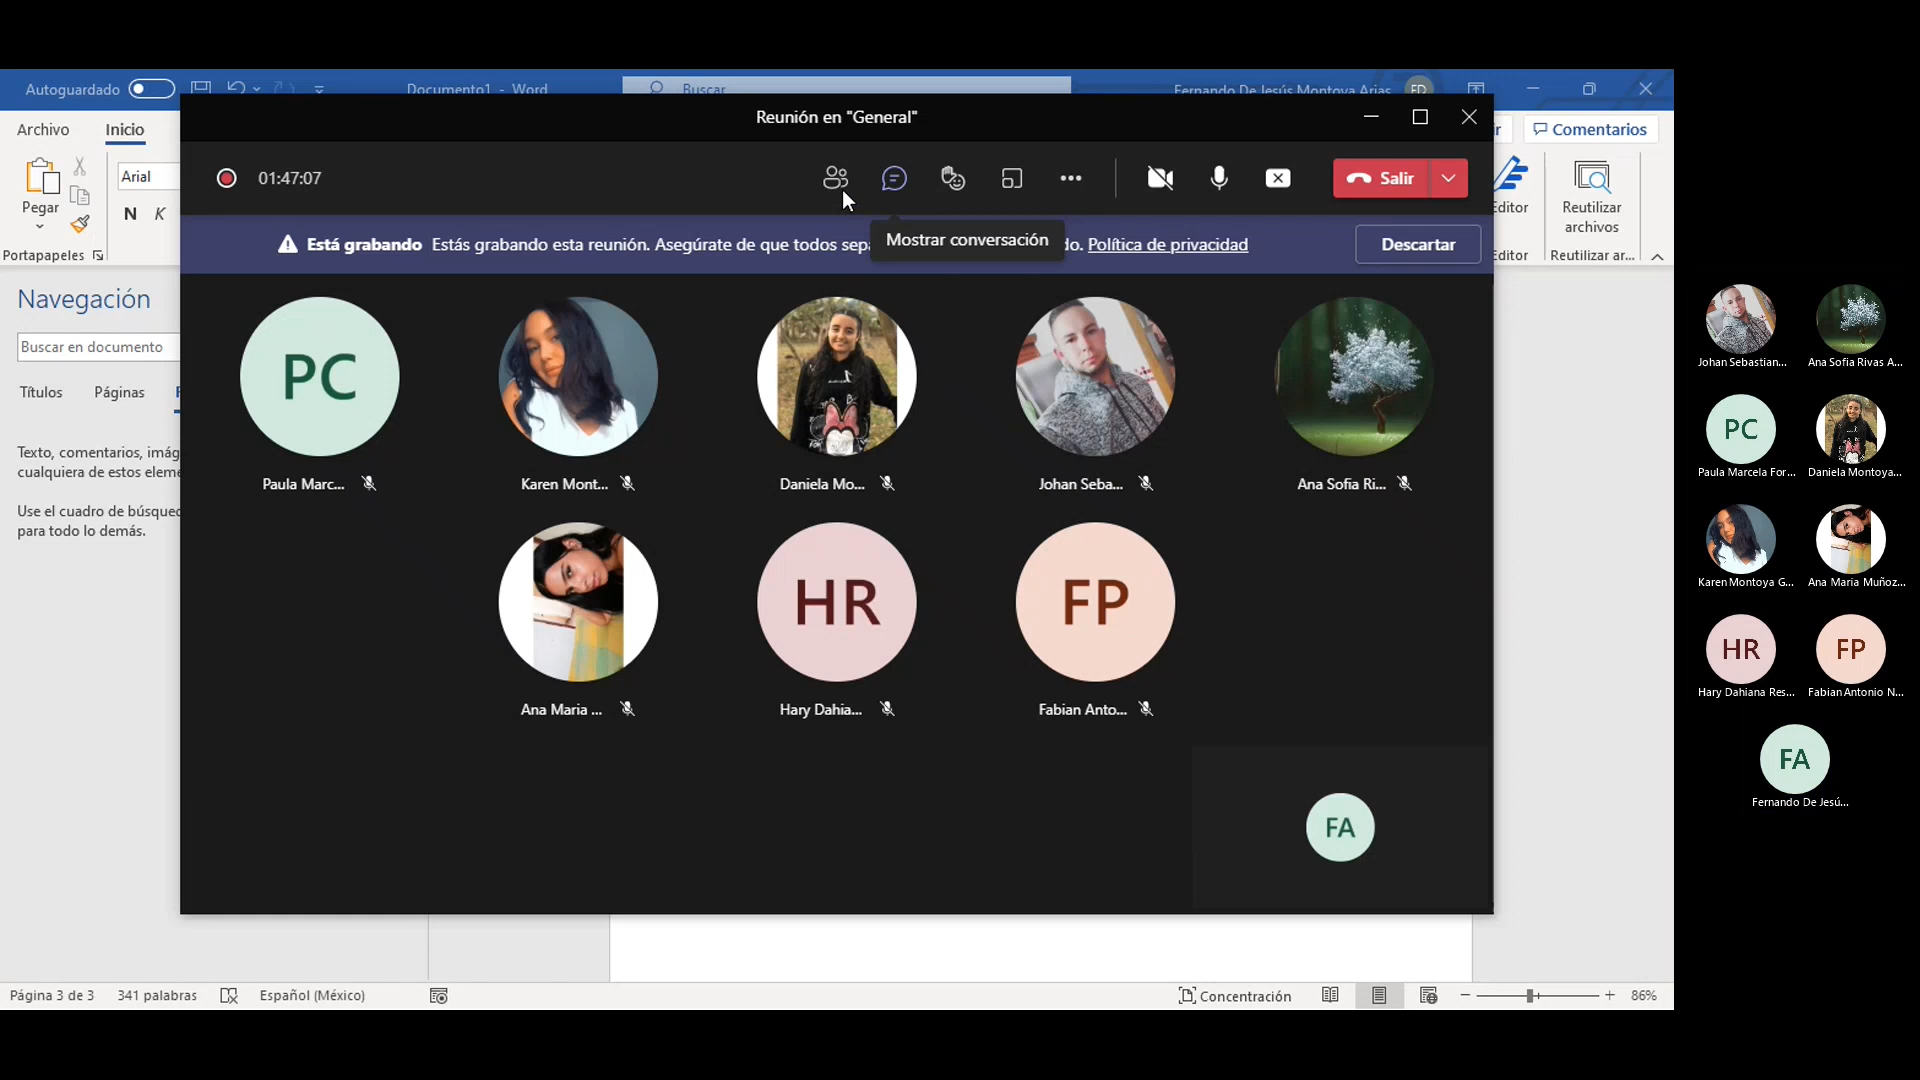 Autoguardado
Documento1 - Word
Buscar
Fernando De Jesús Montoya Arias
FD
Archivo
Inicio
Comentarios
Reunión en "General"
Arial
Pegar
N K
Portapapeles
01:47:07
Salir
Editor
Reutilizar
archivos
Editor
Reutilizar ar...
Está grabando Estás grabando esta reunión. Asegúrate de que todos
Mostrar conversación
Política de privacidad
Descartar
Navegación
Buscar en documento
Títulos
Páginas
Texto, comentarios,
cualquiera de estos
Use el cuadro de
para todo lo demás.
PC
Paula Marc...
Karen Mont...
Daniela Mo...
Johan Seba...
Ana Sofia Ri...
Ana Maria ...
HR
Hary Dahia...
FP
Fabian Anto...
FA
Johan Sebastian...
Ana Sofia Rivas A...
PC
Paula Marcela For...
Daniela Montoya...
Karen Montoya G...
Ana Maria Muñoz...
HR
Hary Dahiana Res...
FP
Fabian Antonio N...
FA
Fernando De Jesú...
Página 3 de 3
341 palabras
Español (México)
Concentración
86%